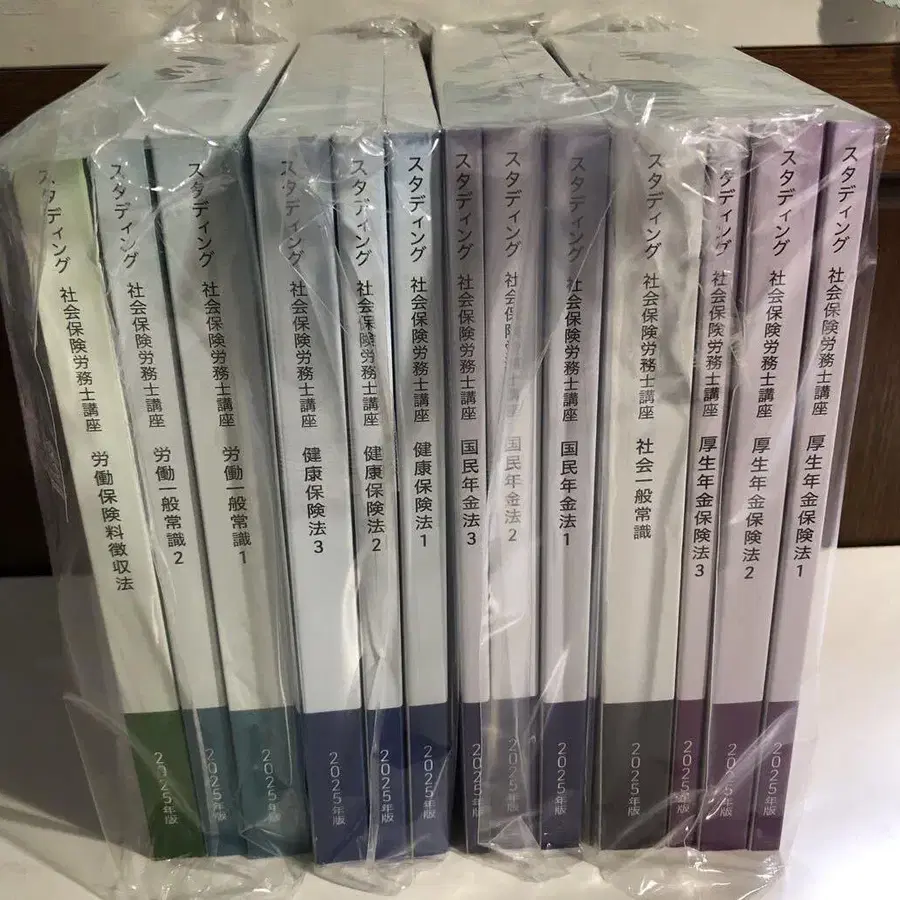 スタディング 社会保険労務士講座 労働保険料徴収法 2025年版
スタディング 社会保険労務士講座 労働一般常識 2 2025年版
スタディング 社会保険労務士講座 労働一般常識 1 2025年版
スタディング 社会保険労務士講座 健康保険法 3 2025年版
スタディング 社会保険労務士講座 健康保険法 2 2025年版
スタディング 社会保険労務士講座 健康保険法 1 2025年版
スタディング 社会保険労務士講座 国民年金法 3 2025年版
スタディング 社会保険労務士講座 国民年金法 2 2025年版
スタディング 社会保険労務士講座 国民年金法 1 2025年版
スタディング 社会保険労務士講座 社会一般常識 2025年版
スタディング 社会保険労務士講座 厚生年金保険法 3 2025年版
スタディング 社会保険労務士講座 厚生年金保険法 2 2025年版
スタディング 社会保険労務士講座 厚生年金保険法 1 2025年版